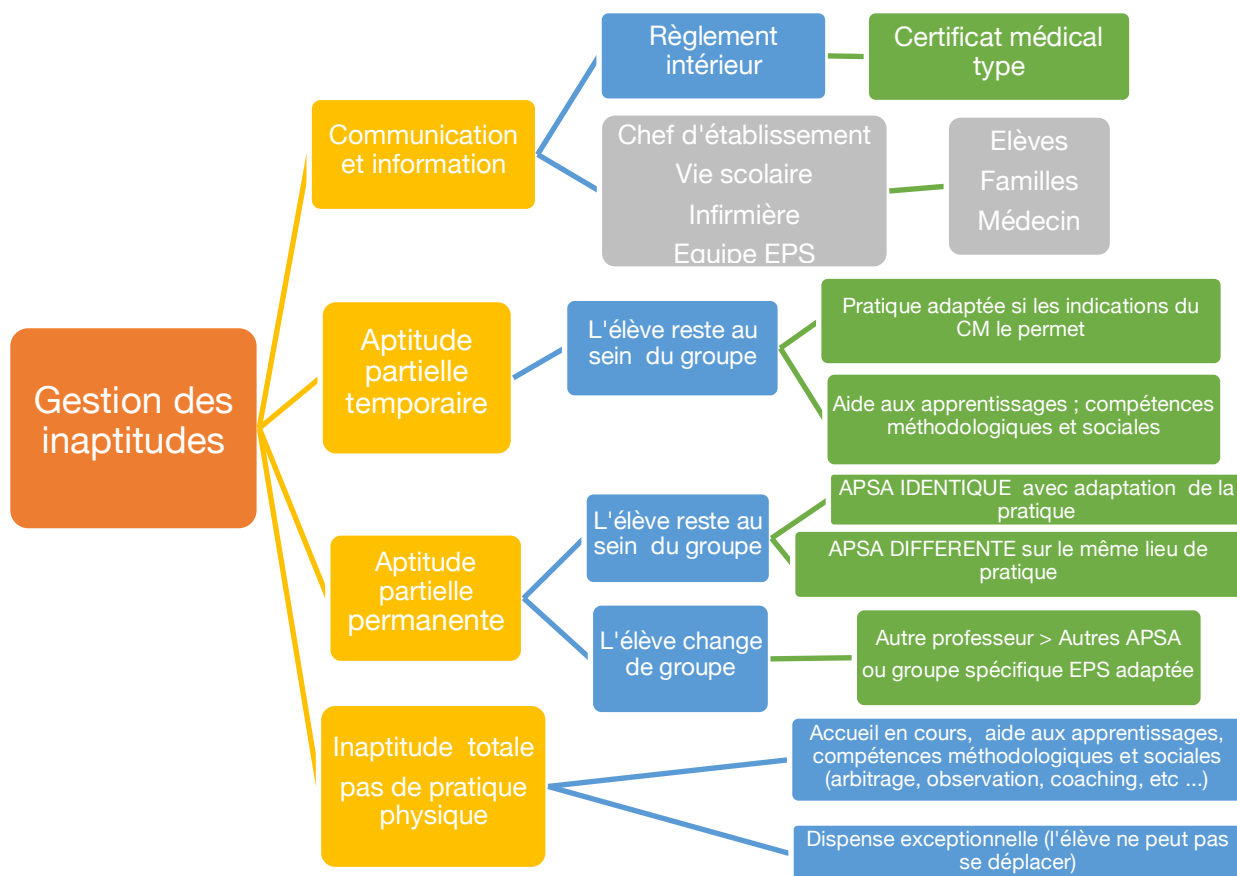 Gestion des
inaptitudes
Communication
et information
Règlement
intérieur
Certificat médical
type
Chef d'établissement
Vie scolaire
Infirmière
Equipe EPS
Elèves
Familles
Médecin
Aptitude
partielle
temporaire
L'élève reste au
sein du groupe
Pratique adaptée si les indications du
CM le permet
Aide aux apprentissages ; compétences
méthodologiques et sociales
Aptitude
partielle
permanente
L'élève reste au
sein du groupe
APSA IDENTIQUE avec adaptation de la
pratique
APSA DIFFERENTE sur le même lieu de
pratique
L'élève change
de groupe
Autre professeur > Autres APSA
ou groupe spécifique EPS adaptée
Inaptitude totale
pas de pratique
physique
Accueil en cours, aide aux apprentissages,
compétences méthodologiques et sociales
(arbitrage, observation, coaching, etc ...)
Dispense exceptionnelle (l'élève ne peut pas
se déplacer)